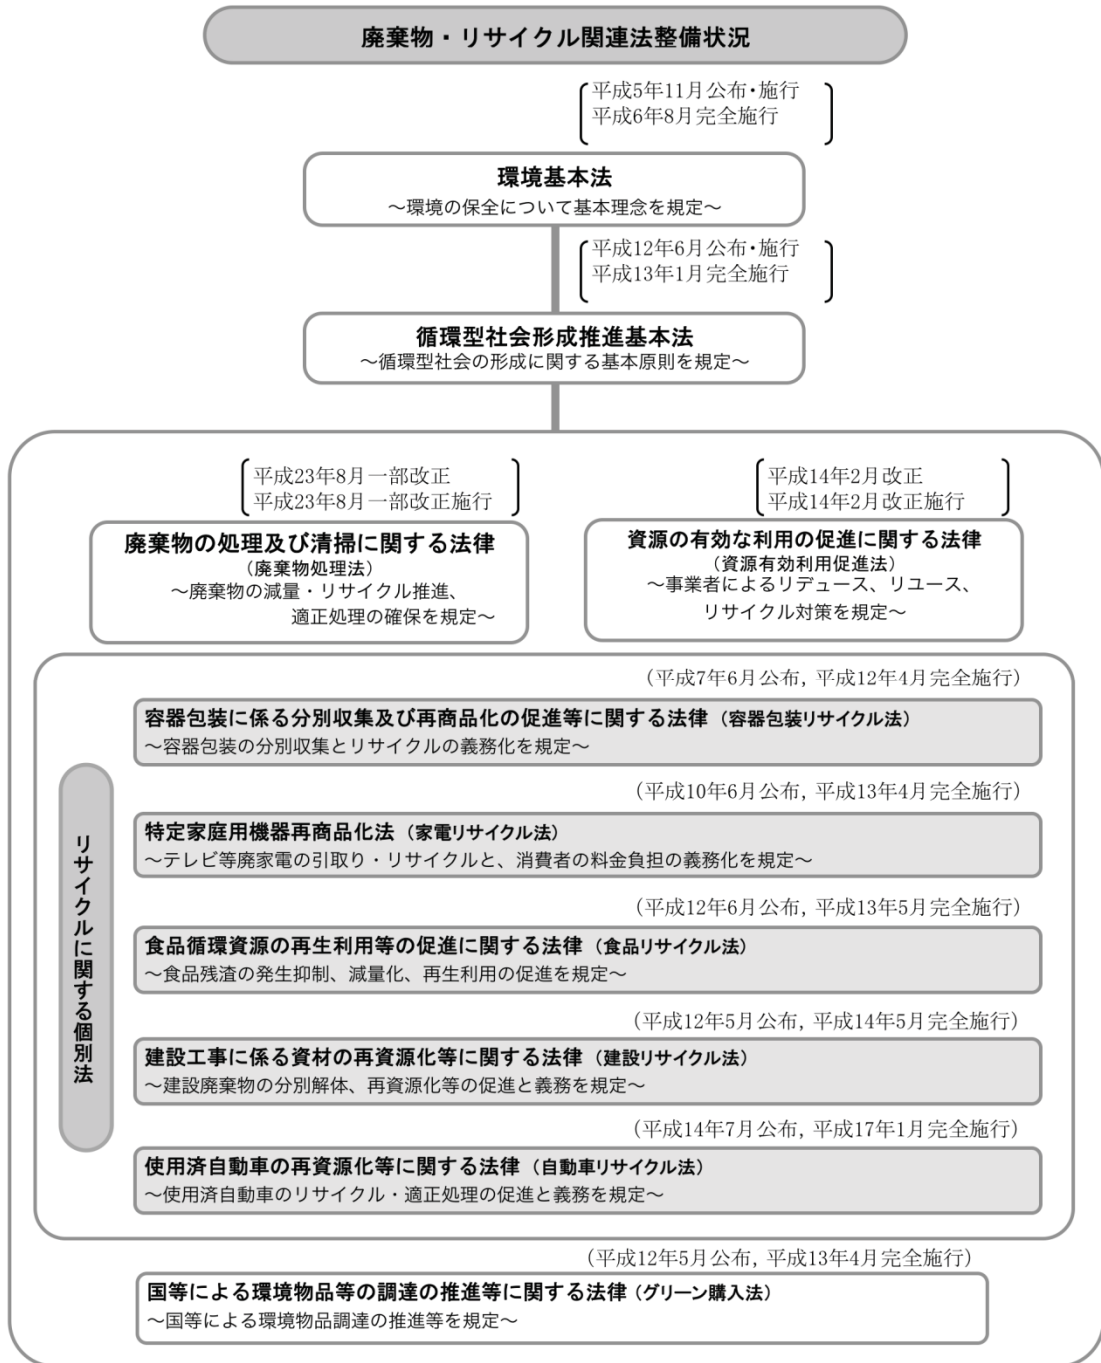 廃棄物・リサイクル関連法整備状況
平成5年11月公布・施行
平成6年8月完全施行
環境基本法
～環境の保全について基本理念を規定～
平成12年6月公布・施行
平成13年1月完全施行
循環型社会形成推進基本法
～循環型社会の形成に関する基本原則を規定～
平成23年8月一部改正
平成23年8月一部改正施行
廃棄物の処理及び清掃に関する法律
（廃棄物処理法）
～廃棄物の減量・リサイクル推進、
適正処理の確保を規定～
平成14年2月改正
平成14年2月改正施行
資源の有効な利用の促進に関する法律
（資源有効利用促進法）
～事業者によるリデュース、リユース、
リサイクル対策を規定～
リサイクルに関する個別法
（平成7年6月公布, 平成12年4月完全施行）
容器包装に係る分別収集及び再商品化の促進等に関する法律（容器包装リサイクル法）
～容器包装の分別収集とリサイクルの義務化を規定～
（平成10年6月公布, 平成13年4月完全施行）
特定家庭用機器再商品化法（家電リサイクル法）
～テレビ等廃家電の引取り・リサイクルと、消費者の料金負担の義務化を規定～
（平成12年6月公布, 平成13年5月完全施行）
食品循環資源の再生利用等の促進に関する法律（食品リサイクル法）
～食品残渣の発生抑制、減量化、再生利用の促進を規定～
（平成12年5月公布, 平成14年5月完全施行）
建設工事に係る資材の再資源化等に関する法律（建設リサイクル法）
～建設廃棄物の分別解体、再資源化等の促進と義務を規定～
（平成14年7月公布, 平成17年1月完全施行）
使用済自動車の再資源化等に関する法律（自動車リサイクル法）
～使用済自動車のリサイクル・適正処理の促進と義務を規定～
（平成12年5月公布, 平成13年4月完全施行）
国等による環境物品等の調達の推進等に関する法律（グリーン購入法）
～国等による環境物品調達の推進等を規定～